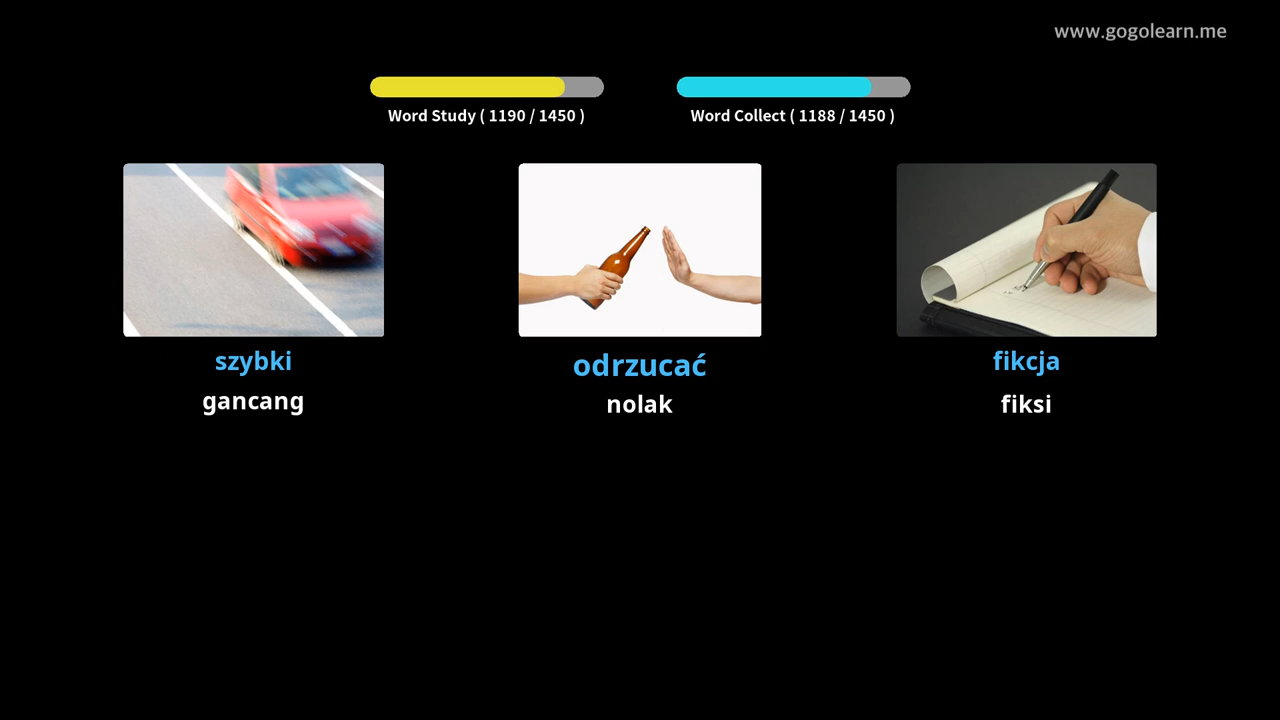 www.gogolearn.me
Word Study ( 1190 / 1450 )
Word Collect ( 1188 / 1450 )
szybki
gancang
odrzucać
nolak
fikcja
fiksi